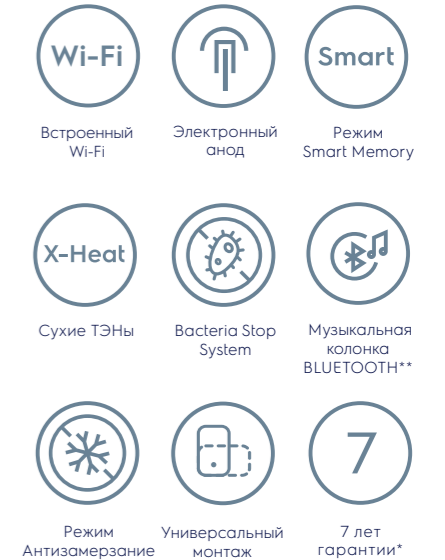 Wi-Fi
Smart
Встроенный
Wi-Fi
Электронный
анод
Режим
Smart Memory
X-Heat
Сухие ТЭНы
Bacteria Stop
System
Музыкальная
колонка
BLUETOOTH**
7
Режим
Антизамерзание
Универсальный
монтаж
7 лет
гарантии*